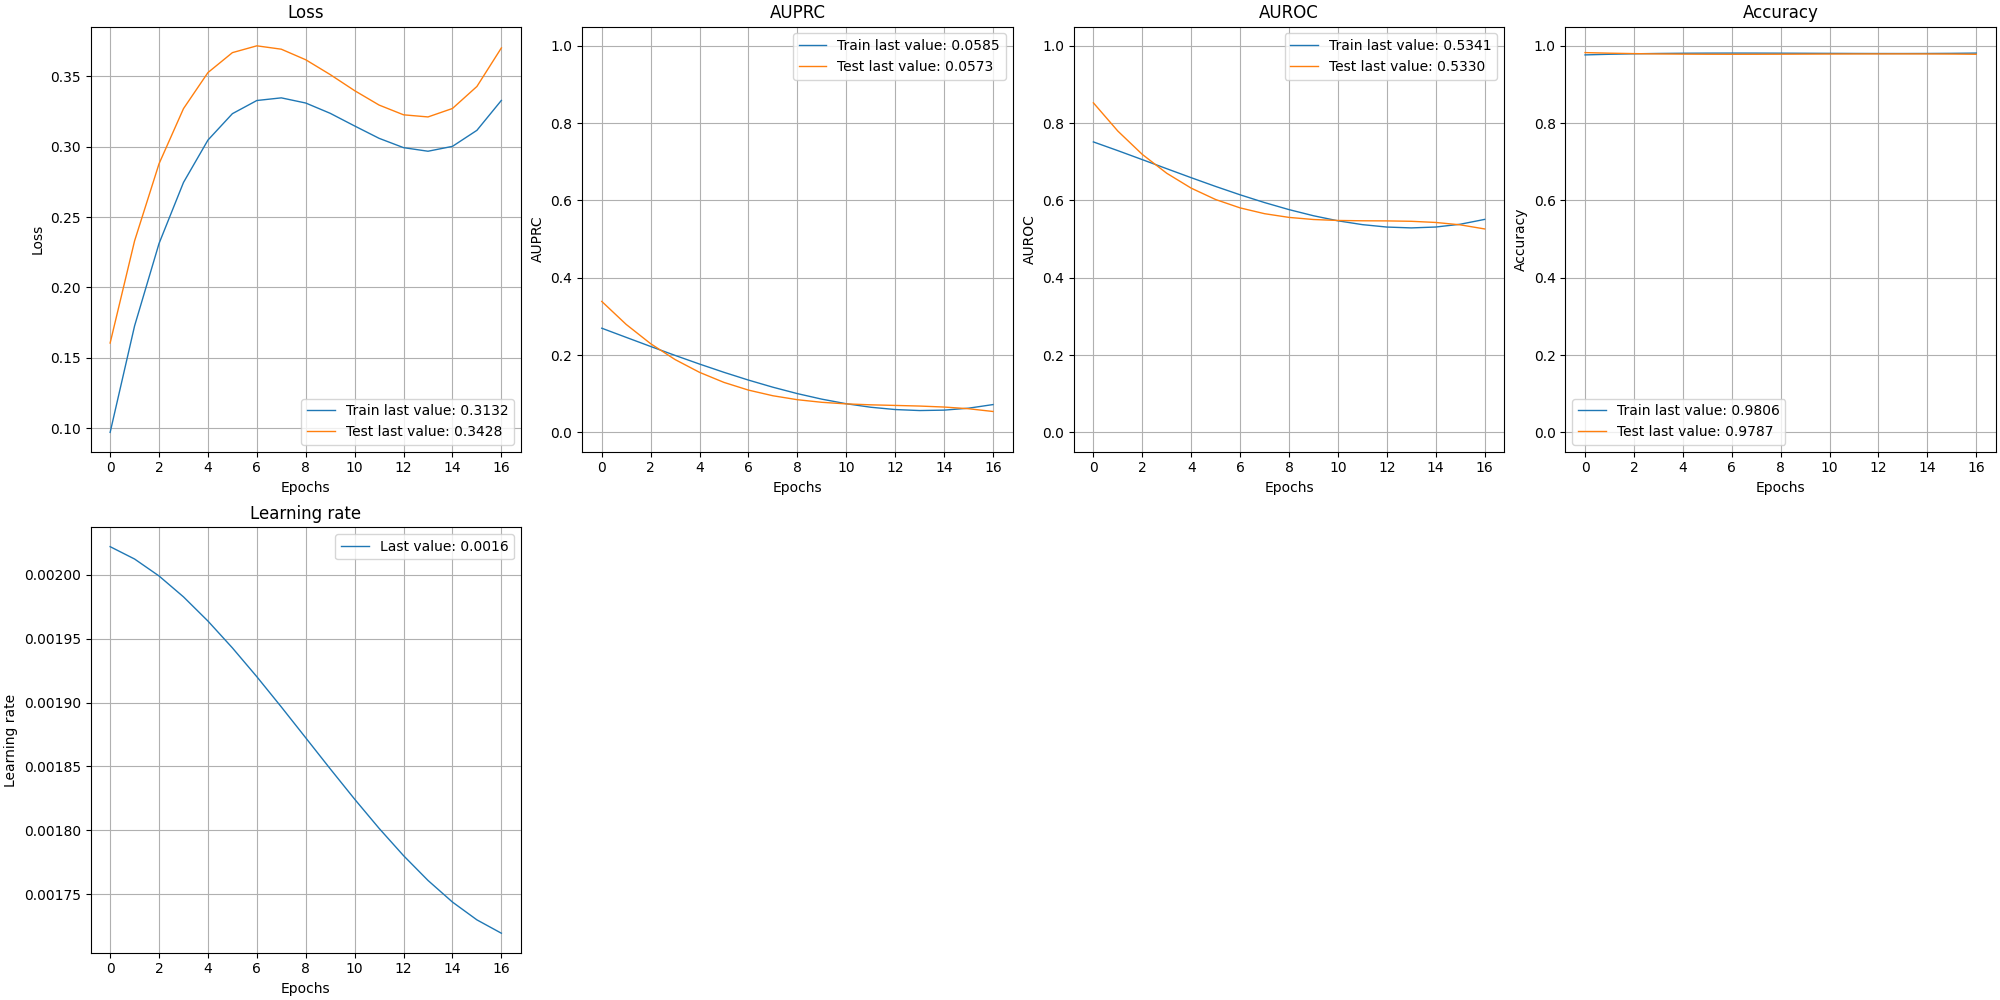 Loss
0.35
0.30
0.25
0.20
0.15
0.10
Loss
Train last value: 0.3132
Test last value: 0.3428
0 2 4 6 8 10 12 14 16
Epochs
AUPRC
1.0
0.8
0.6
0.4
0.2
0.0
AUPRC
Train last value: 0.0585
Test last value: 0.0573
0 2 4 6 8 10 12 14 16
Epochs
AUROC
1.0
0.8
0.6
0.4
0.2
0.0
AUROC
Train last value: 0.5341
Test last value: 0.5330
0 2 4 6 8 10 12 14 16
Epochs
Accuracy
1.0
0.8
0.6
0.4
0.2
0.0
Accuracy
Train last value: 0.9806
Test last value: 0.9787
0 2 4 6 8 10 12 14 16
Epochs
Learning rate
Last value: 0.0016
0.00200
0.00195
0.00190
0.00185
0.00180
0.00175
Learning rate
0 2 4 6 8 10 12 14 16
Epochs